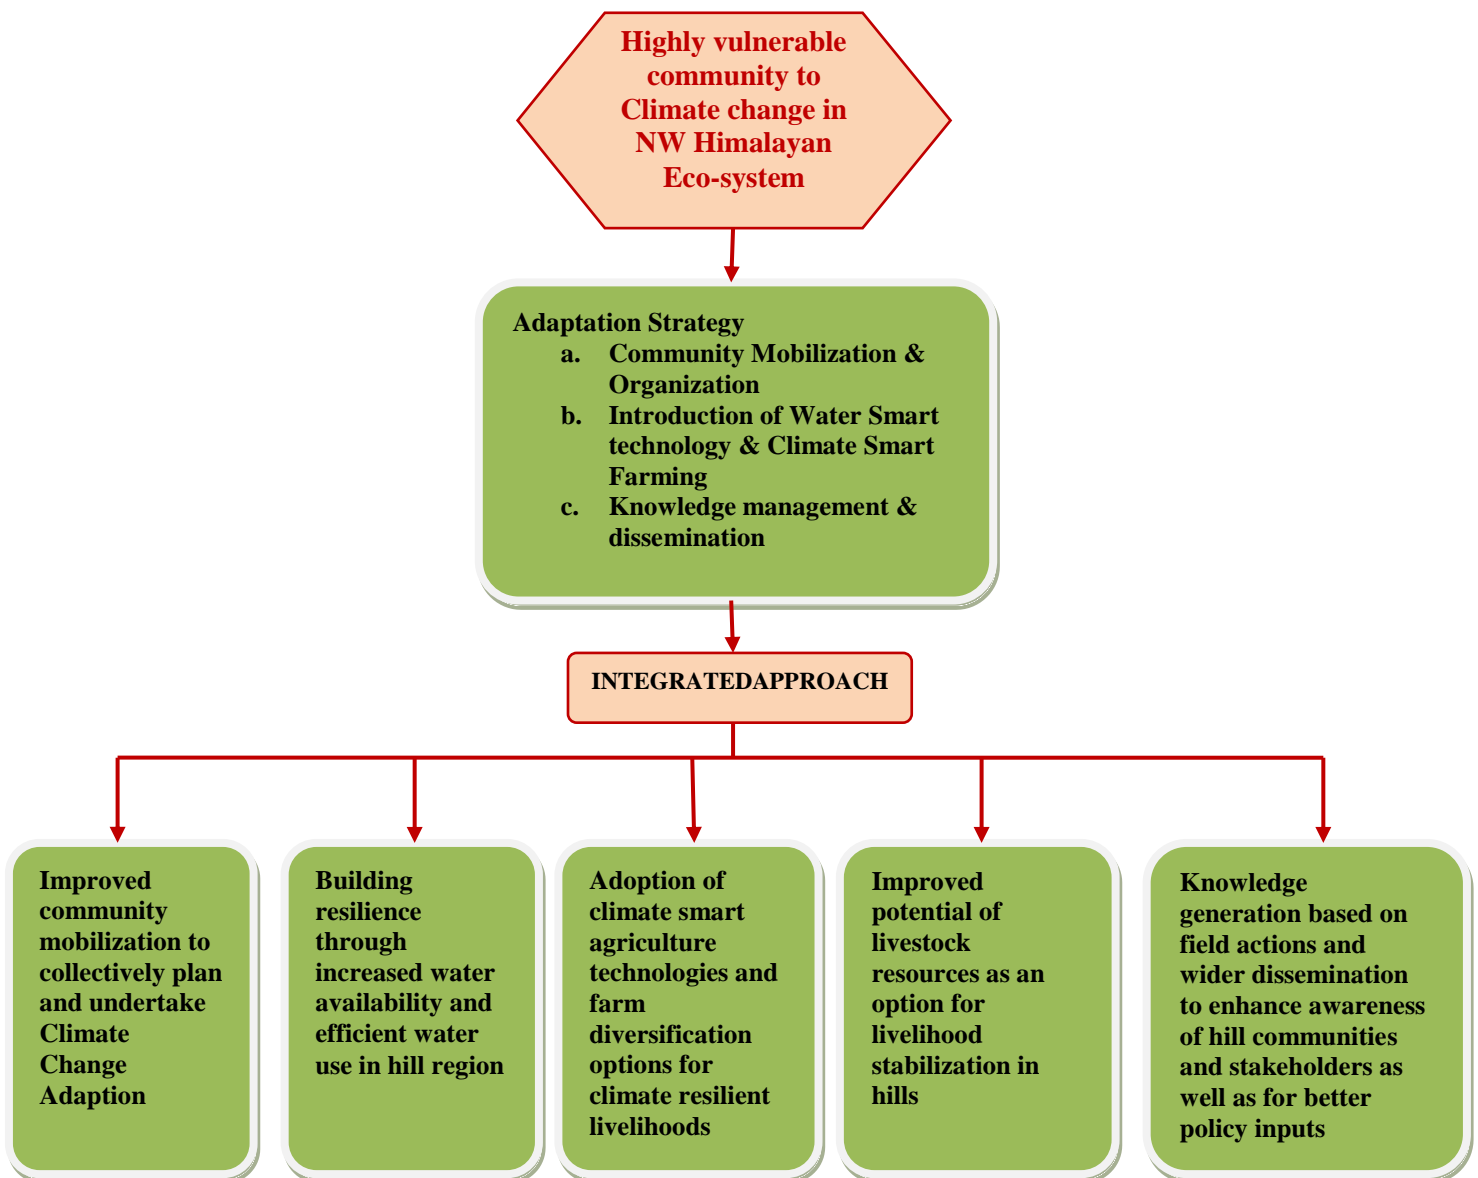 Highly vulnerable
community to
Climate change in
NW Himalayan
Eco-system
Adaptation Strategy
a. Community Mobilization &
Organization
b. Introduction of Water Smart
technology & Climate Smart
Farming
c. Knowledge management &
dissemination
INTEGRATEDAPPROACH
Improved
community
mobilization to
collectively plan
and undertake
Climate
Change
Adaption
Building
resilience
through
increased water
availability and
efficient water
use in hill region
Adoption of
climate smart
agriculture
technologies and
farm
diversification
options for
climate resilient
livelihoods
Improved
potential of
livestock
resources as an
option for
livelihood
stabilization in
hills
Knowledge
generation based on
field actions and
wider dissemination
to enhance awareness
of hill communities
and stakeholders as
well as for better
policy inputs